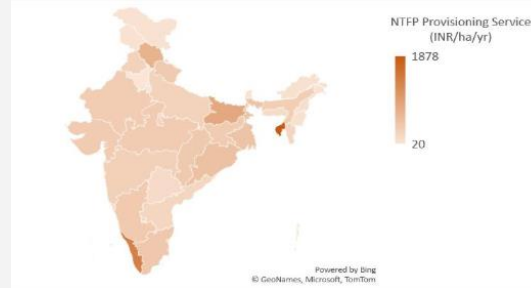 NTFP Provisioning Service
(INR/ha/yr)
1878
20
Powered by Bing
© GeoNames, Microsoft, TomTom